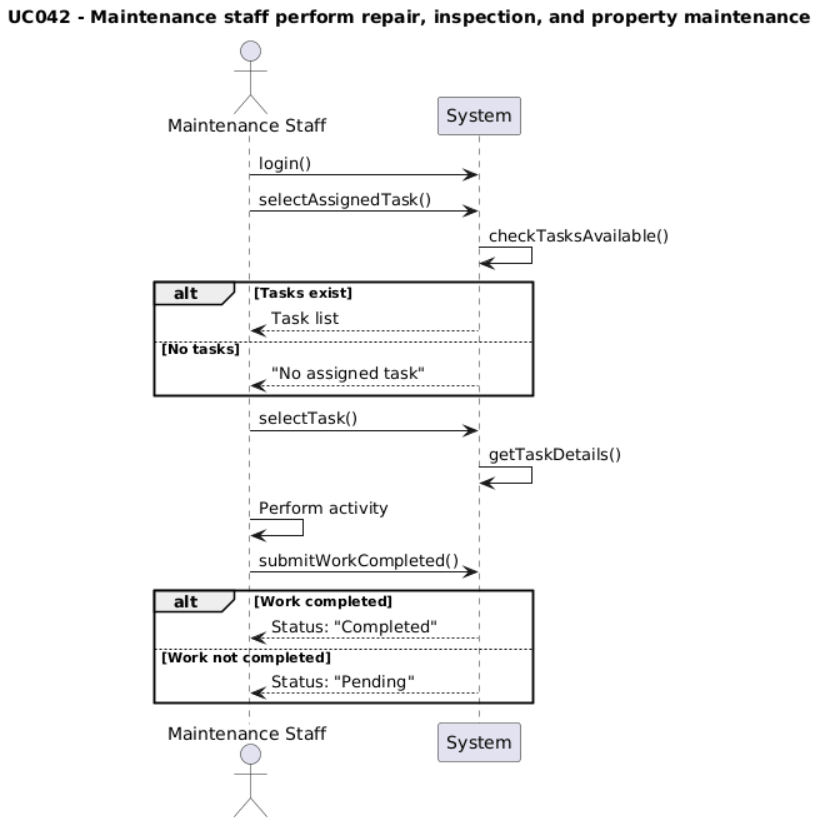 UC042 - Maintenance staff perform repair, inspection, and property maintenance
Maintenance Staff
System
login()
selectAssignedTask()
checkTasksAvailable()
alt
[Tasks exist]
Task list
[No tasks]
"No assigned task"
selectTask()
getTaskDetails()
Perform activity
submitWorkCompleted()
alt
[Work completed]
Status: "Completed"
[Work not completed]
Status: "Pending"
Maintenance Staff
System